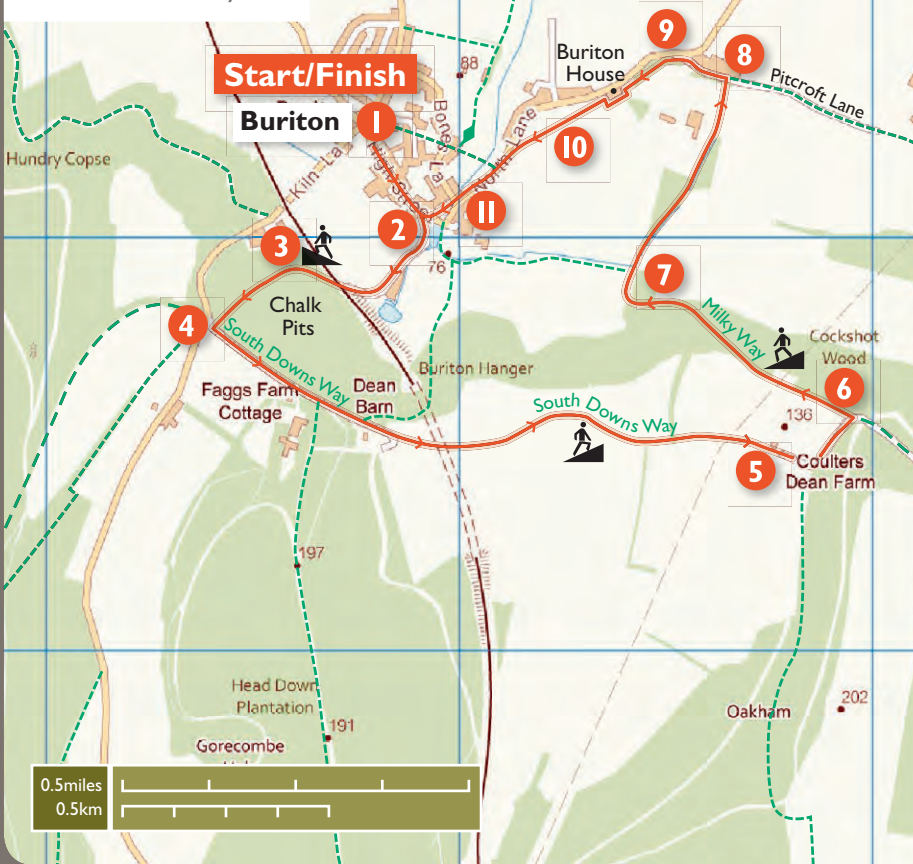 Start/Finish
Buriton
1
88
Bones La
High Street
Kiln-La
Hundry Copse
Buriton
House
9
8
Pitcroft Lane
North-Lane
10
11
2
3
76
7
Chalk
Pits
4
South Downs Way
Milky Way
Cockshot
Wood
Buriton Hanger
Faggs Farm
Cottage
Dean
Barn
6
South Downs Way
136
5
Coulters
Dean Farm
197
Head Down
Plantation
191
Gorecombe
Oakham
202
0.5miles
0.5km